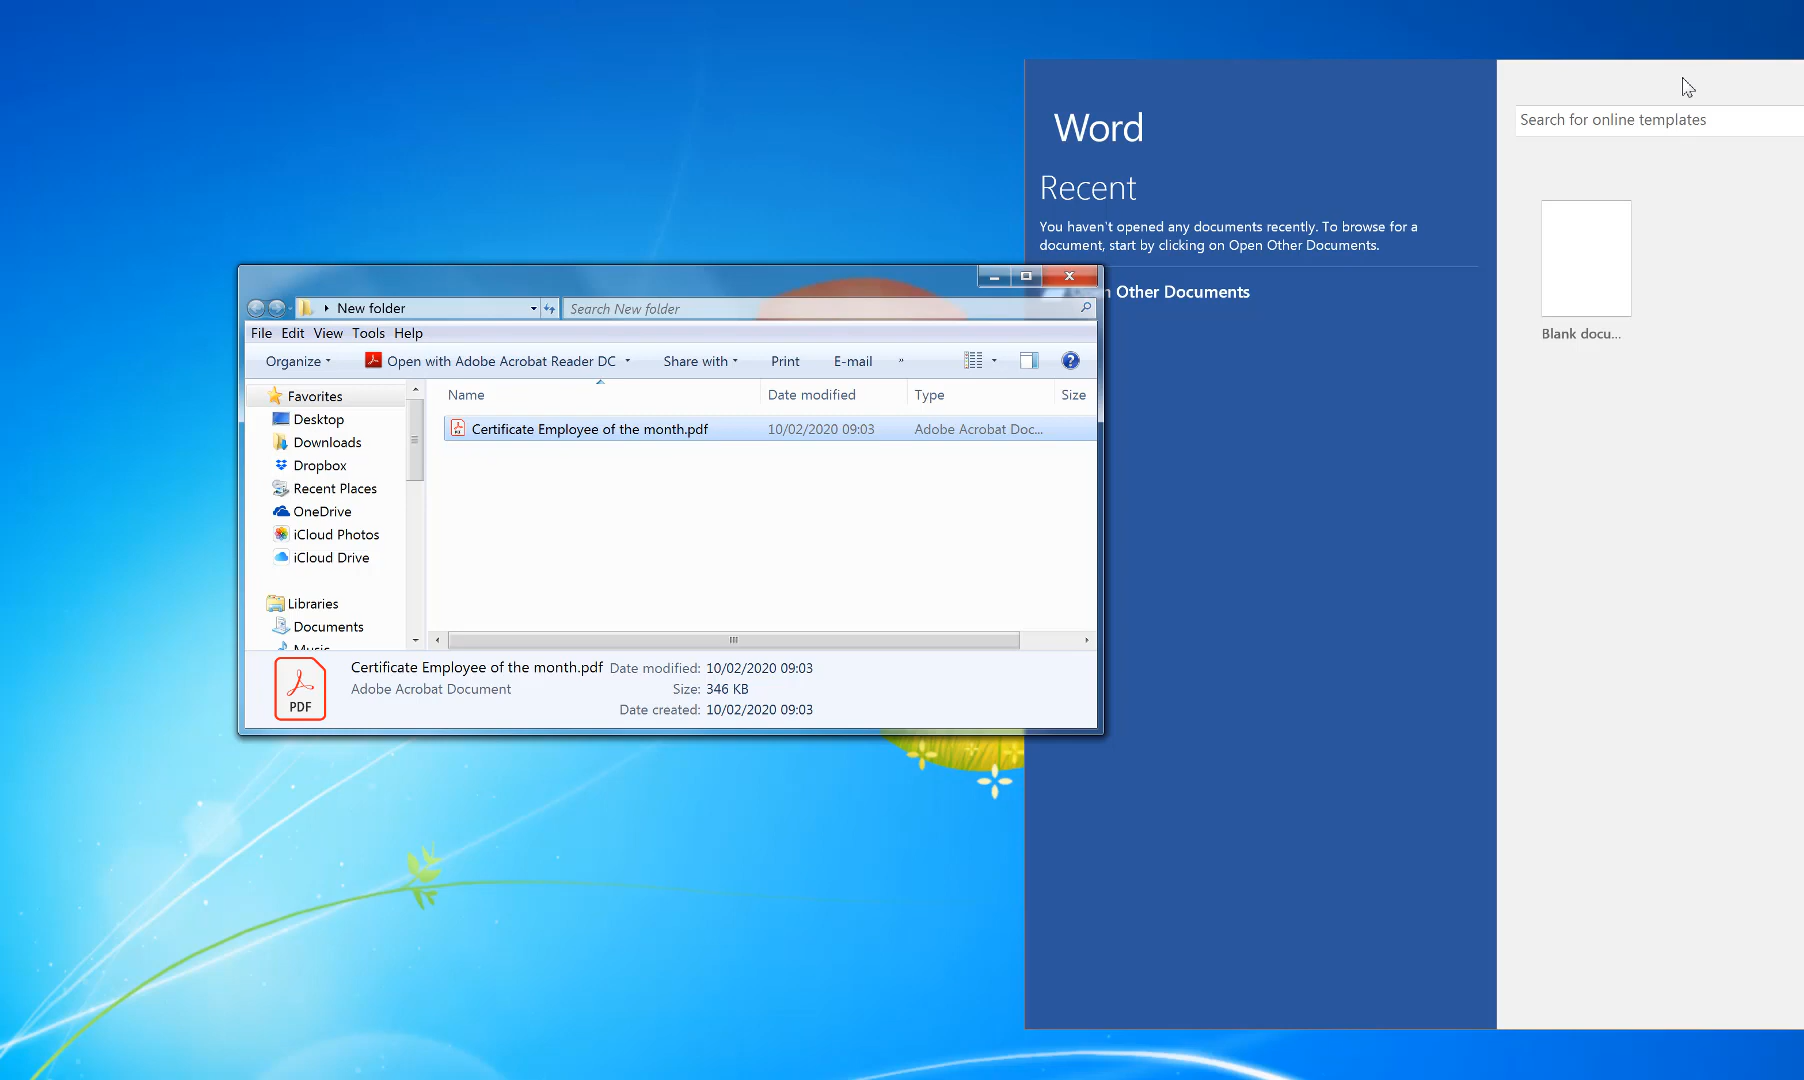 Word
Search for online templates
Recent
You haven't opened any documents recently. To browse for a
document, start by clicking on Open Other Documents.
Other Documents
Blank docu...
New folder
Search New folder
File Edit View Tools Help
Organize Open with Adobe Acrobat Reader DC Share with Print E-mail »
Name Date modified Type Size
Certificate Employee of the month.pdf 10/02/2020 09:03 Adobe Acrobat Doc...
Favorites
Desktop
Downloads
Dropbox
Recent Places
OneDrive
iCloud Photos
iCloud Drive
Libraries
Documents
Music
PDF
Certificate Employee of the month.pdf Date modified: 10/02/2020 09:03
Adobe Acrobat Document Size: 346 KB
Date created: 10/02/2020 09:03